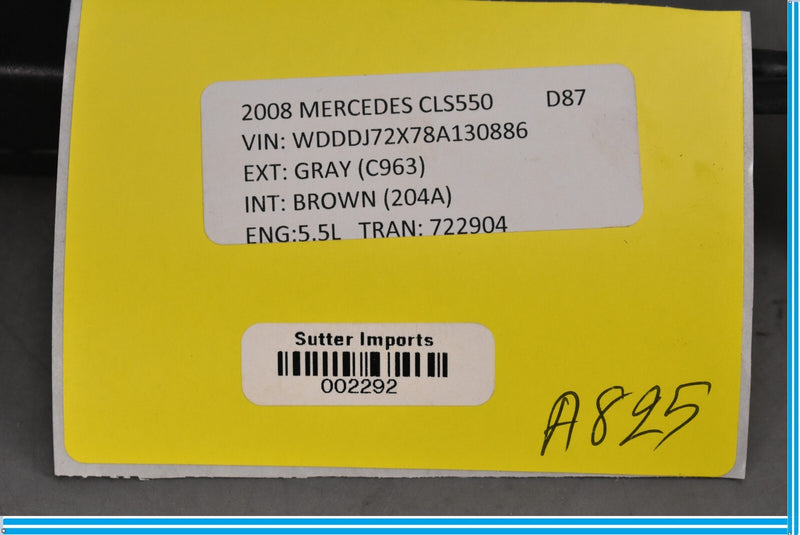 2008 MERCEDES CLS550 D87
VIN: WDDDJ72X78A130886
EXT: GRAY (C963)
INT: BROWN (204A)
ENG:5.5L TRAN: 722904
Sutter Imports
002292
A825